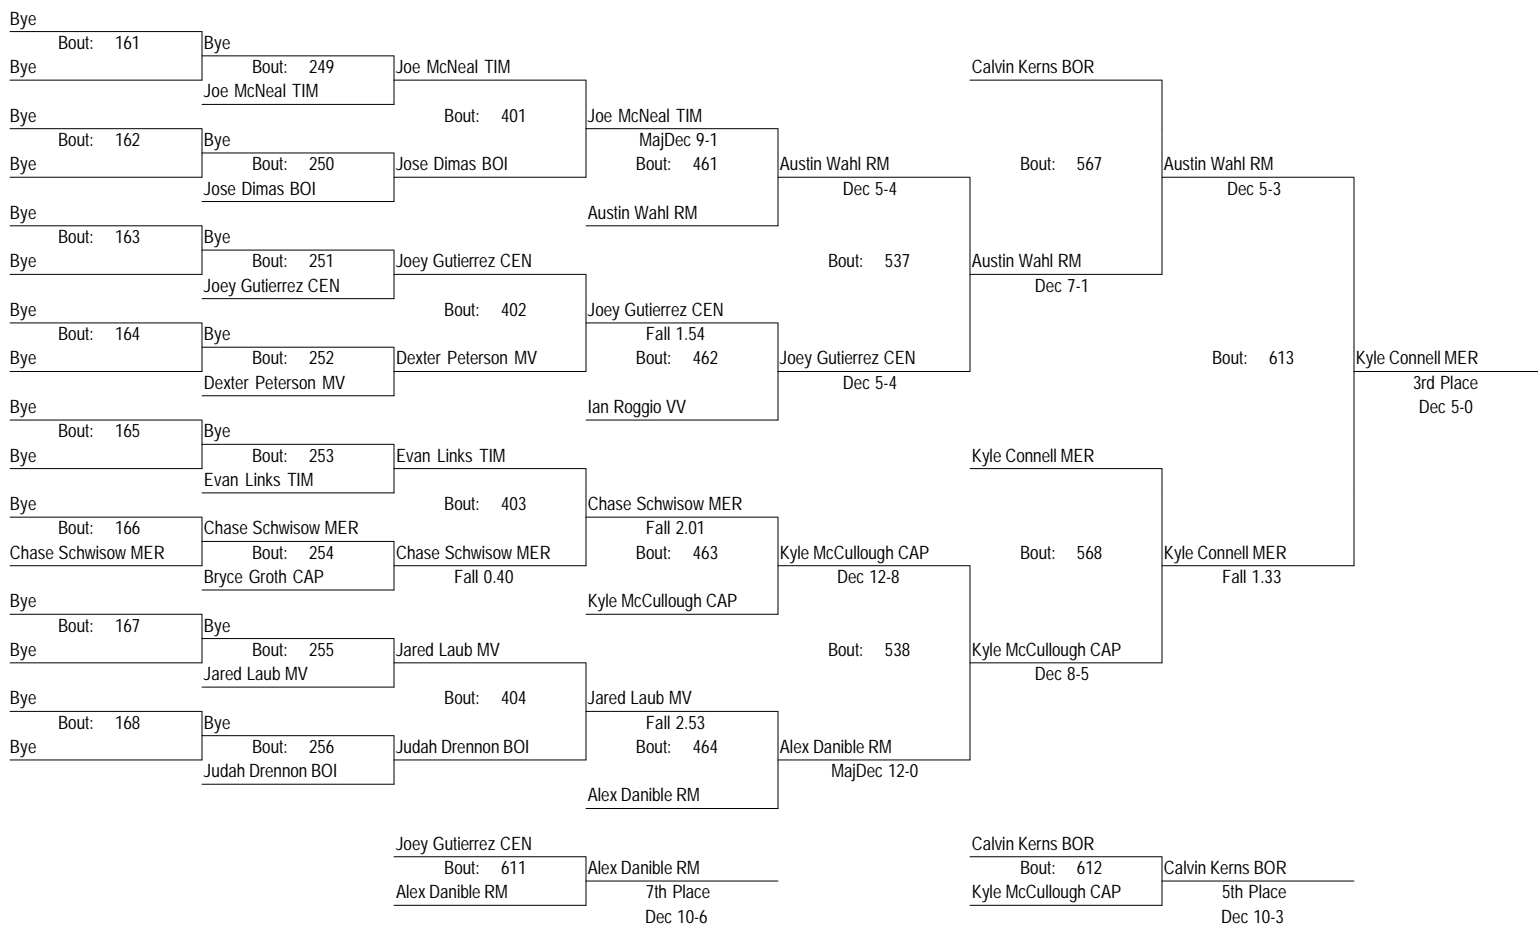 Bye
Bout: 161
Bye
Bye
Bout: 249
Joe McNeal TIM
Joe McNeal TIM
Calvin Kerns BOR
Bye
Bout: 401
Joe McNeal TIM
Bout: 162
Bye
MajDec 9-1
Bye
Bout: 250
Jose Dimas BOI
Bout: 461
Austin Wahl RM
Bout: 567
Austin Wahl RM
Jose Dimas BOI
Dec 5-4
Dec 5-3
Bye
Austin Wahl RM
Bout: 163
Bye
Bye
Bout: 251
Joey Gutierrez CEN
Bout: 537
Austin Wahl RM
Joey Gutierrez CEN
Dec 7-1
Bye
Bout: 402
Joey Gutierrez CEN
Bout: 164
Bye
Fall 1.54
Bye
Bout: 252
Dexter Peterson MV
Bout: 462
Joey Gutierrez CEN
Bout: 613
Kyle Connell MER
Dexter Peterson MV
Dec 5-4
3rd Place
Bye
Ian Roggio VV
Dec 5-0
Bout: 165
Bye
Bye
Bout: 253
Evan Links TIM
Kyle Connell MER
Evan Links TIM
Bye
Bout: 403
Chase Schwisow MER
Bout: 166
Chase Schwisow MER
Fall 2.01
Chase Schwisow MER
Bout: 254
Chase Schwisow MER
Bout: 463
Kyle McCullough CAP
Bout: 568
Kyle Connell MER
Bryce Groth CAP
Fall 0.40
Dec 12-8
Fall 1.33
Bye
Kyle McCullough CAP
Bout: 167
Bye
Bye
Bout: 255
Jared Laub MV
Bout: 538
Kyle McCullough CAP
Jared Laub MV
Dec 8-5
Bye
Bout: 404
Jared Laub MV
Bout: 168
Bye
Fall 2.53
Bye
Bout: 256
Judah Drennon BOI
Bout: 464
Alex Danible RM
Judah Drennon BOI
MajDec 12-0
Alex Danible RM
Joey Gutierrez CEN
Bout: 611
Alex Danible RM
Alex Danible RM
7th Place
Dec 10-6
Calvin Kerns BOR
Bout: 612
Calvin Kerns BOR
Kyle McCullough CAP
5th Place
Dec 10-3